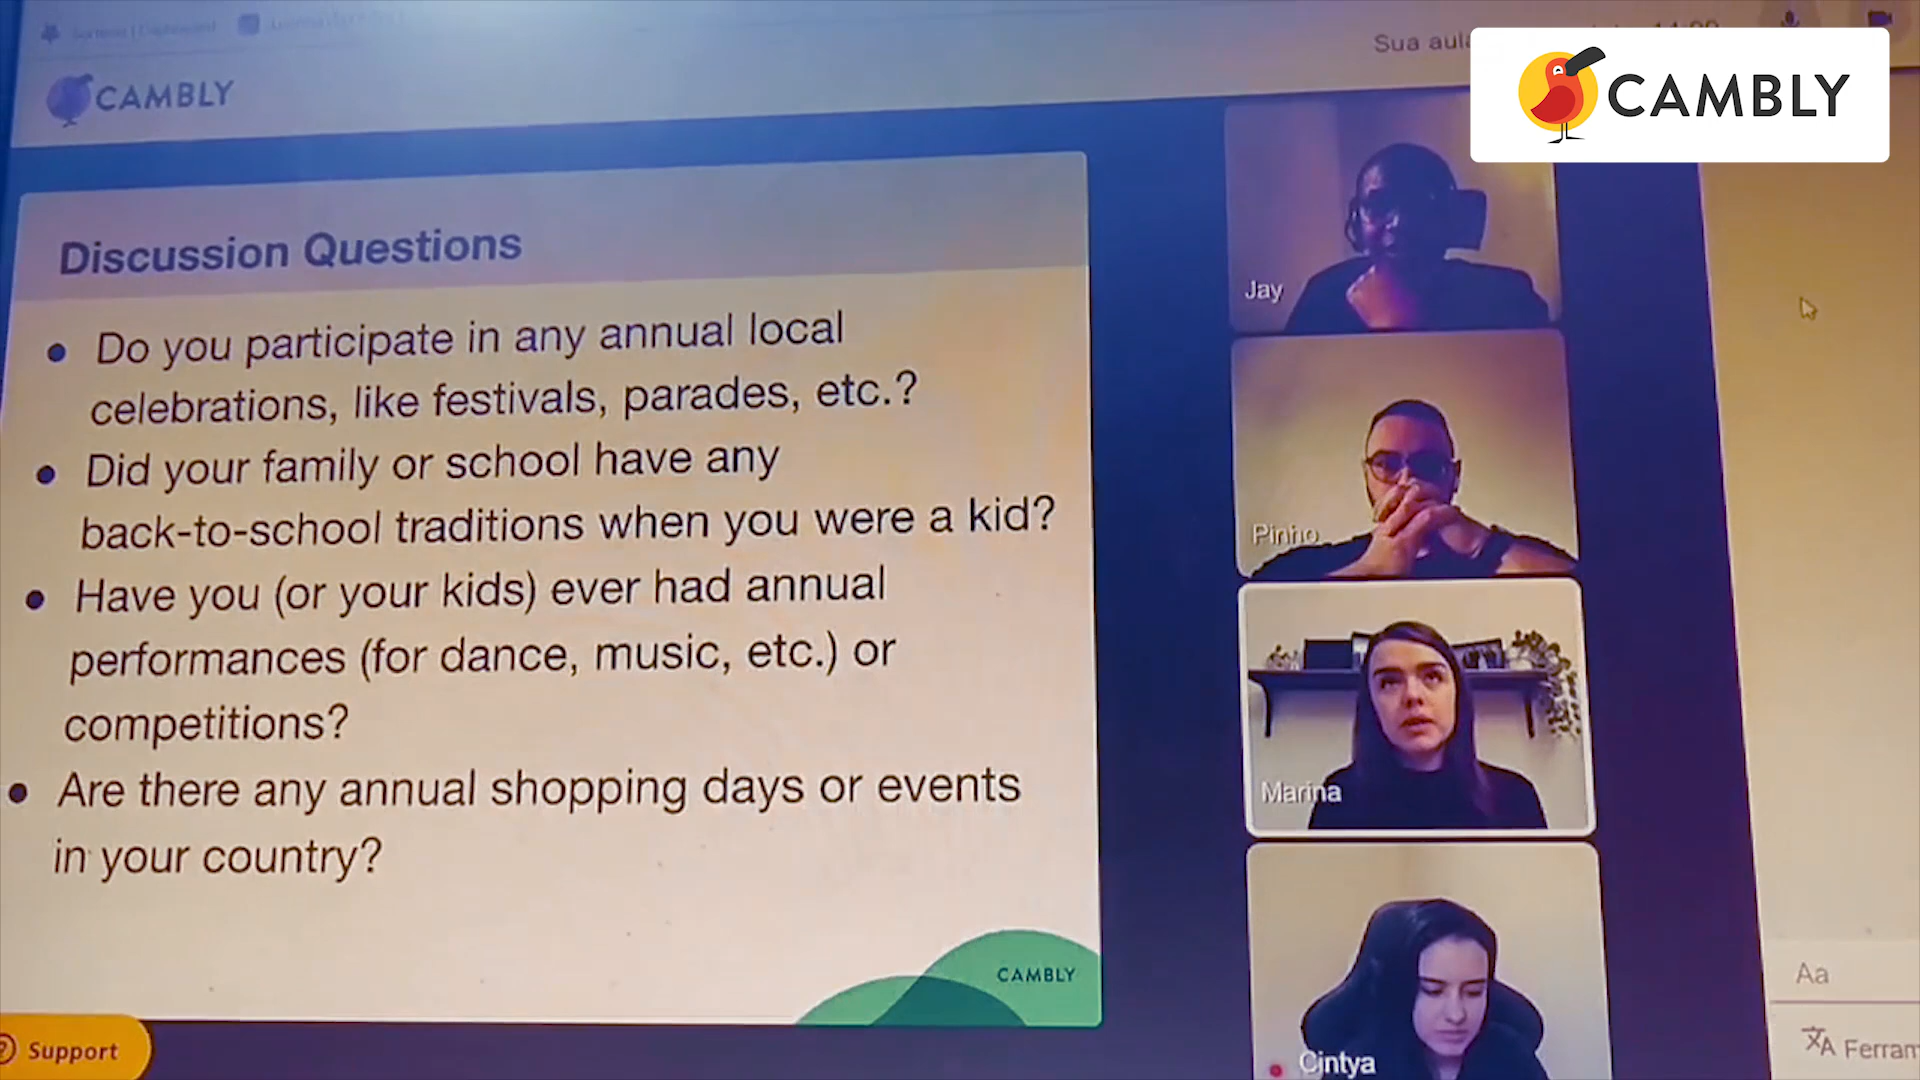 Sua aula
CAMBLY
CAMBLY
Discussion Questions
Do you participate in any annual local
celebrations, like festivals, parades, etc.?
Did your family or school have any
back-to-school traditions when you were a kid?
Have you (or your kids) ever had annual
performances (for dance, music, etc.) or
competitions?
Are there any annual shopping days or events
in your country?
CAMBLY
Support
Jay
Pinho
Marina
Cintya
Aa
Ferram